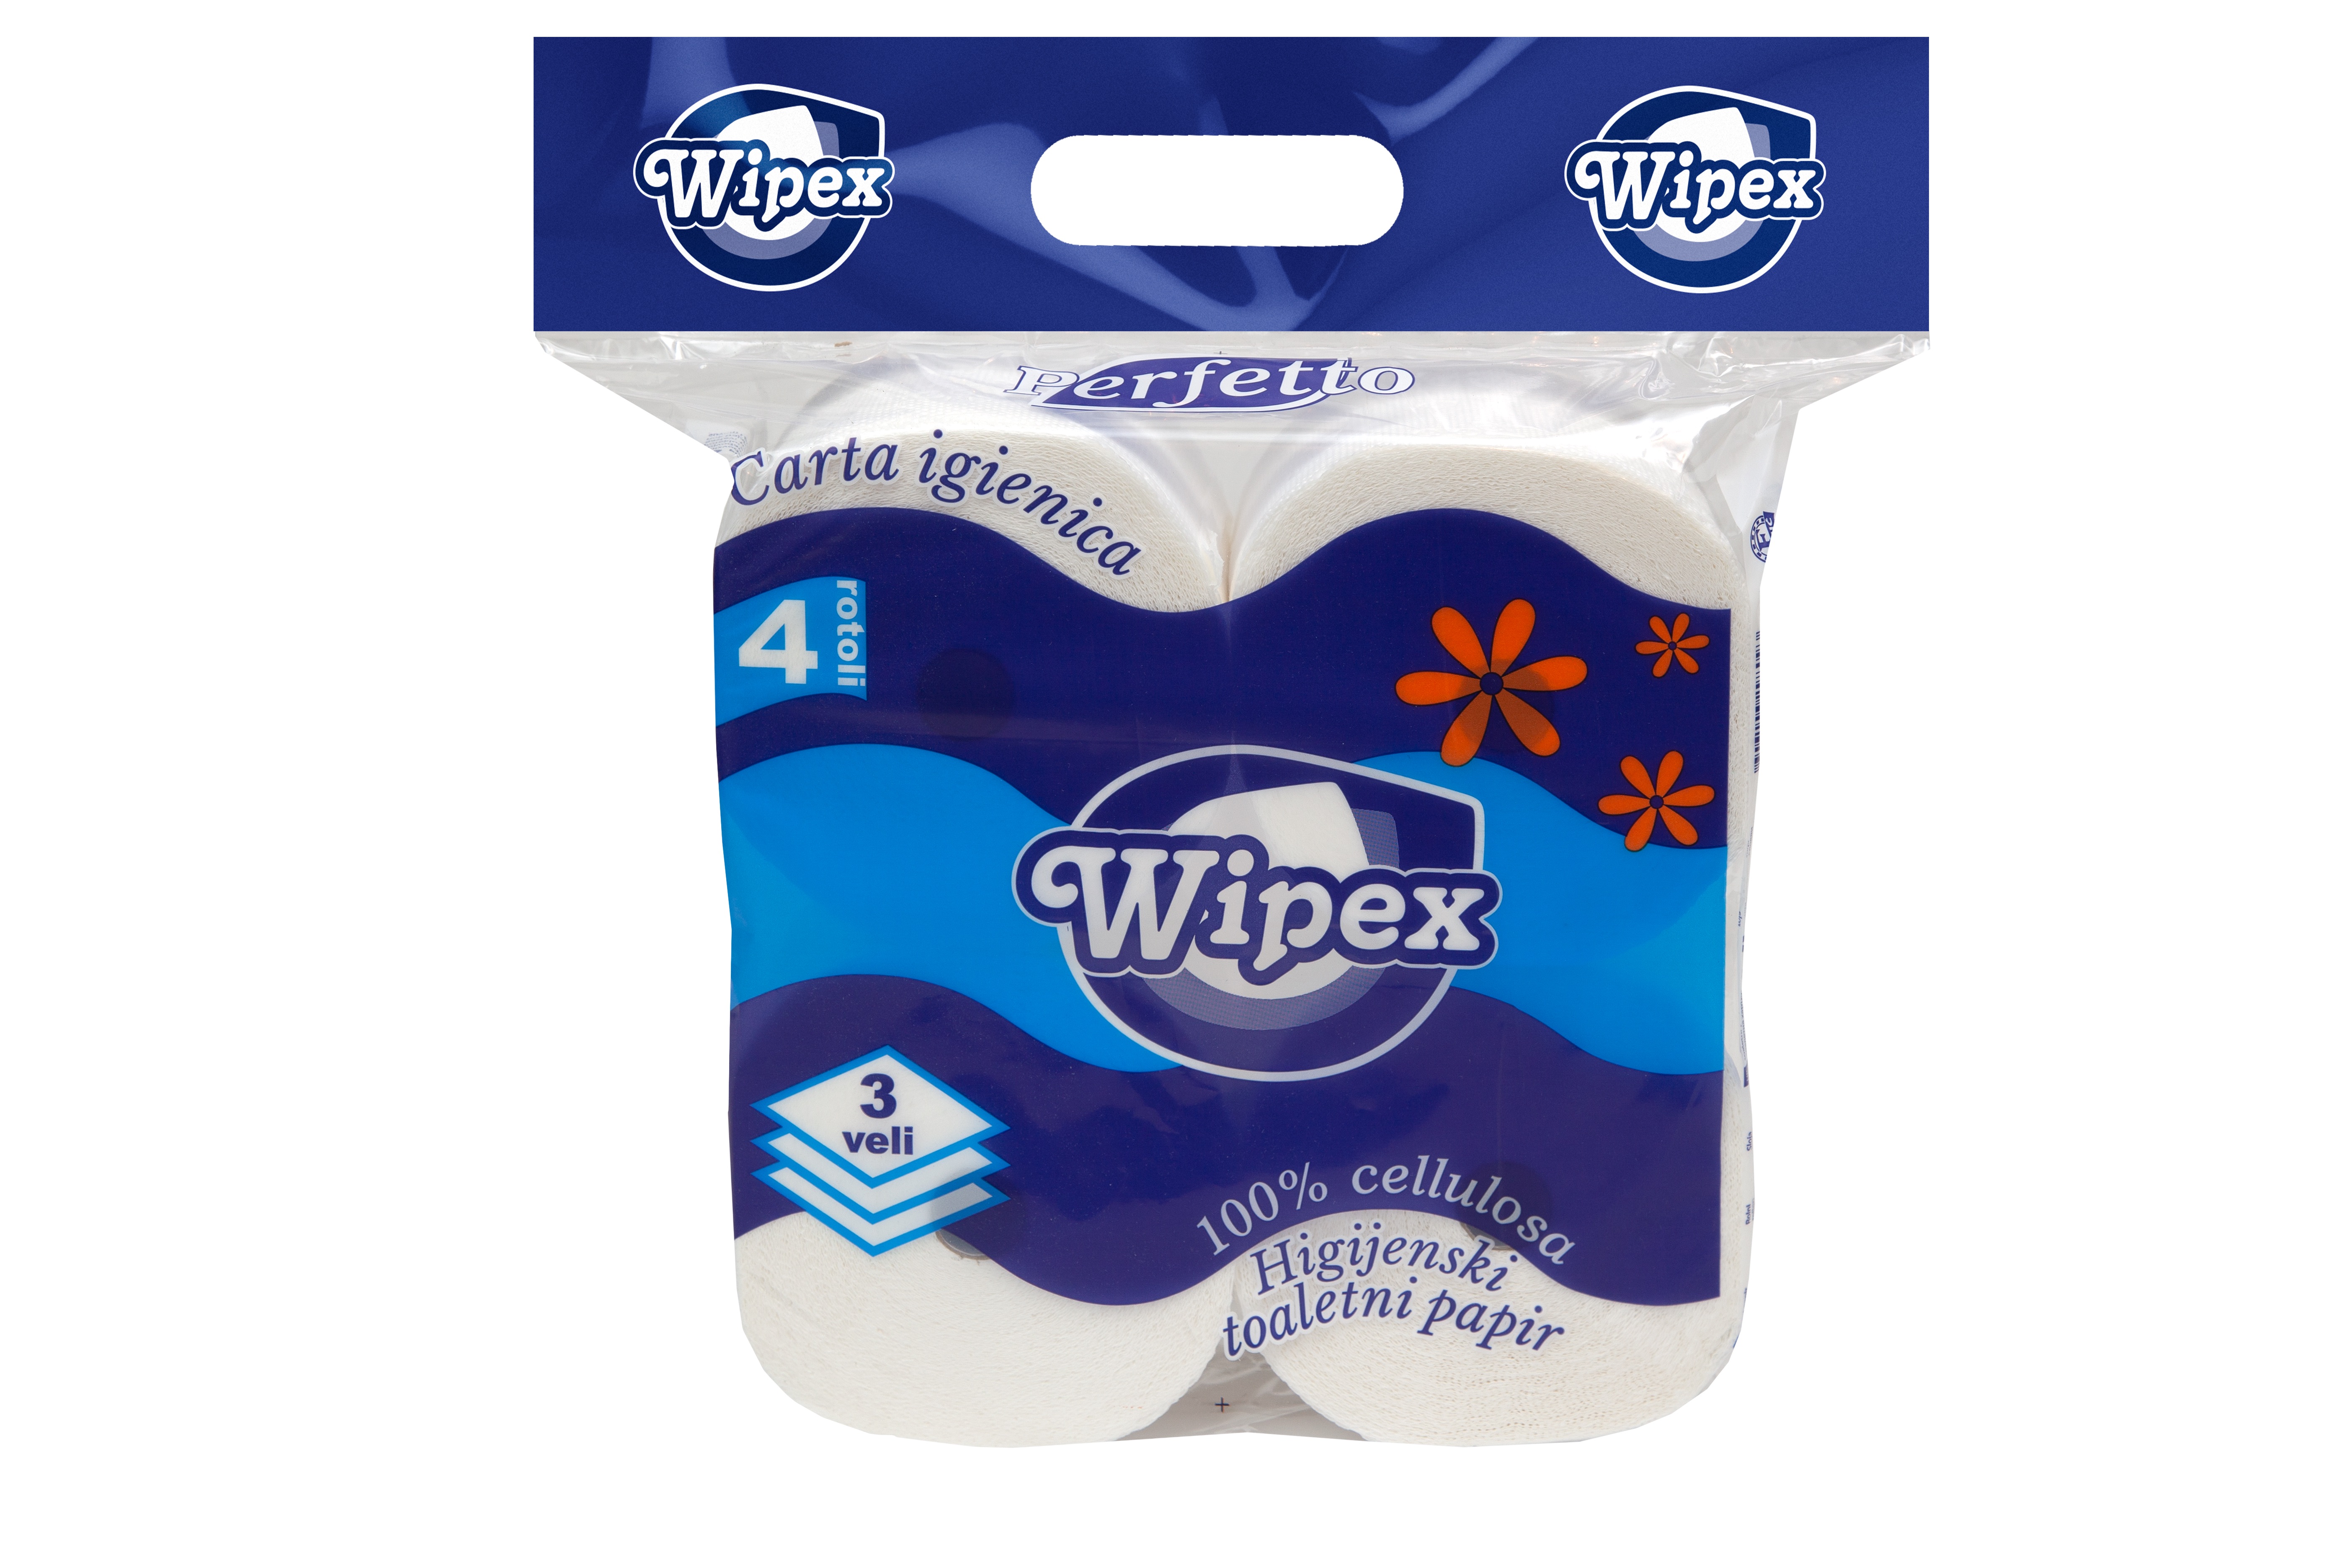 Wipex
Wipex
Perfetto
Carta igienica
4 rotoli
Wipex
3
veli
100% cellulosa
Higijenski
toaletni papir